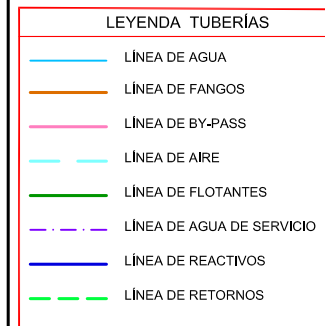 LEYENDA TUBERÍAS
LÍNEA DE AGUA
LÍNEA DE FANGOS
LÍNEA DE BY-PASS
LÍNEA DE AIRE
LÍNEA DE FLOTANTES
LÍNEA DE AGUA DE SERVICIO
LÍNEA DE REACTIVOS
LÍNEA DE RETORNOS